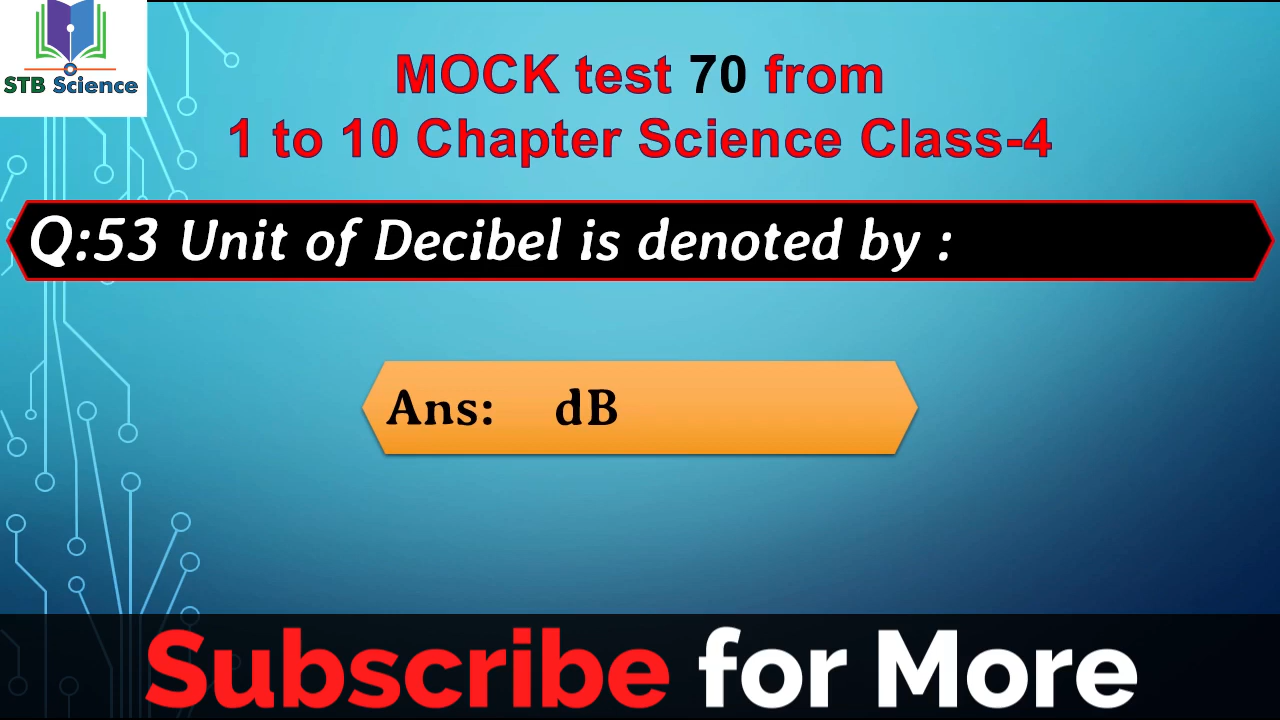 STB Science
MOCK test 70 from
1 to 10 Chapter Science Class-4
Q:53 Unit of Decibel is denoted by :
Ans: dB
Subscribe for More